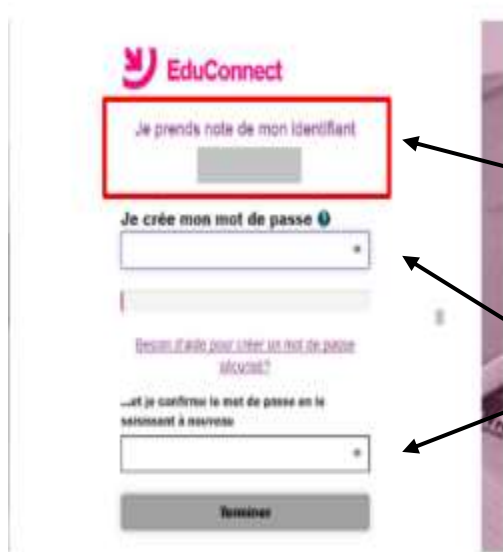 EduConnect
Je prends note de mon identifiant
Je crée mon mot de passe ?
Besoin d'aide pour créer un mot de passe
sécurisé?
...et je confirme le mot de passe en le
saisissant à nouveau
Terminer